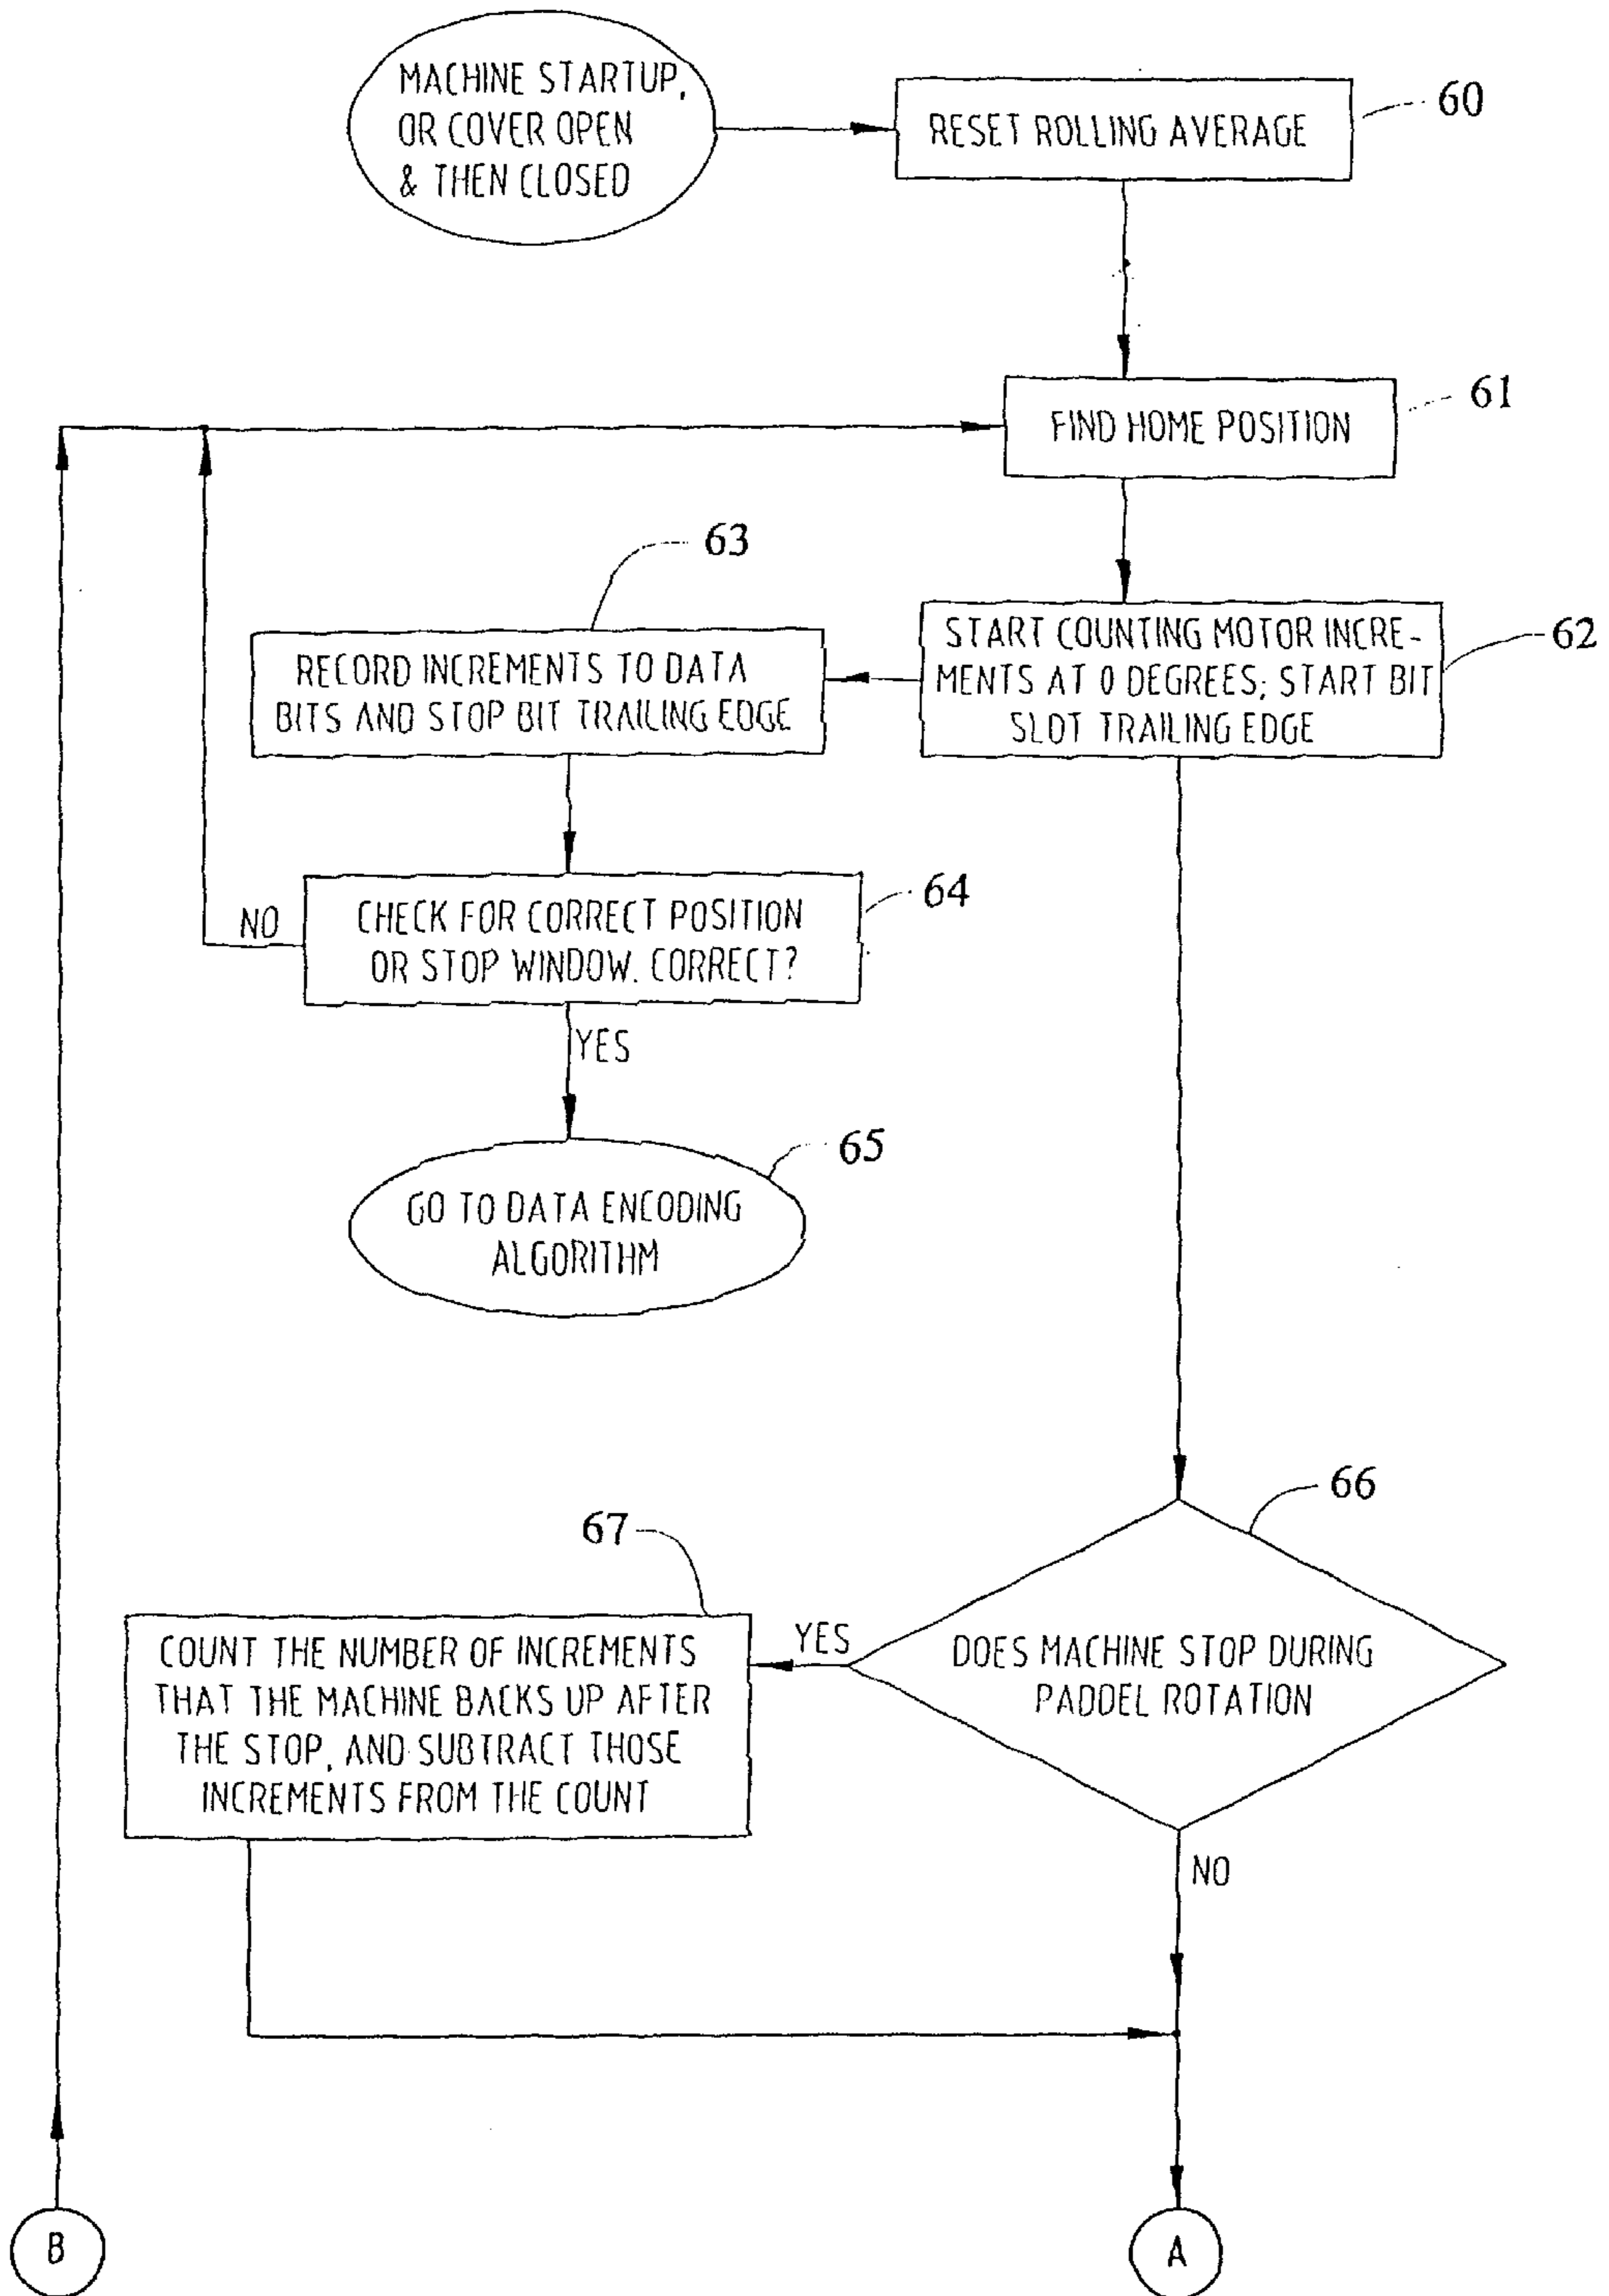 MACHINE STARTUP,
OR COVER OPEN
& THEN CLOSED
RESET ROLLING AVERAGE
60
FIND HOME POSITION
61
START COUNTING MOTOR INCRE-
MENTS AT 0 DEGREES; START BIT
SLOT TRAILING EDGE
62
63
RECORD INCREMENTS TO DATA
BITS AND STOP BIT TRAILING EDGE
64
CHECK FOR CORRECT POSITION
OR STOP WINDOW. CORRECT?
NO
YES
65
GO TO DATA ENCODING
ALGORITHM
66
DOES MACHINE STOP DURING
PADDEL ROTATION
YES
67
COUNT THE NUMBER OF INCREMENTS
THAT THE MACHINE BACKS UP AFTER
THE STOP, AND SUBTRACT THOSE
INCREMENTS FROM THE COUNT
NO
B
A